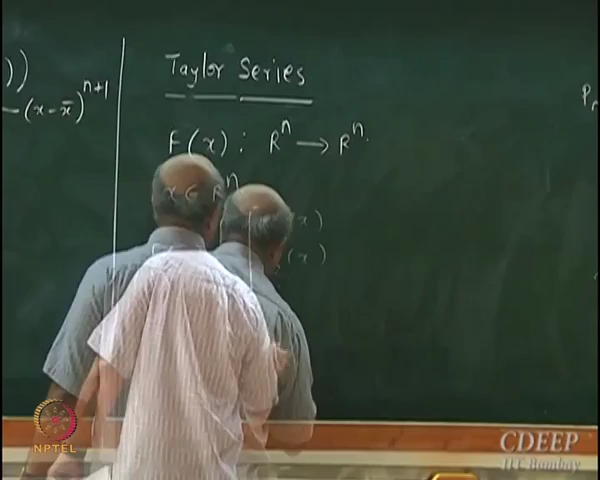 ))
(x-x̄)^{n+1}
Taylor Series
F(x): R^n → R^n.
x ∈ R^n
(x)
(x)
P
NPTEL
CDEEP
IIT Bombay